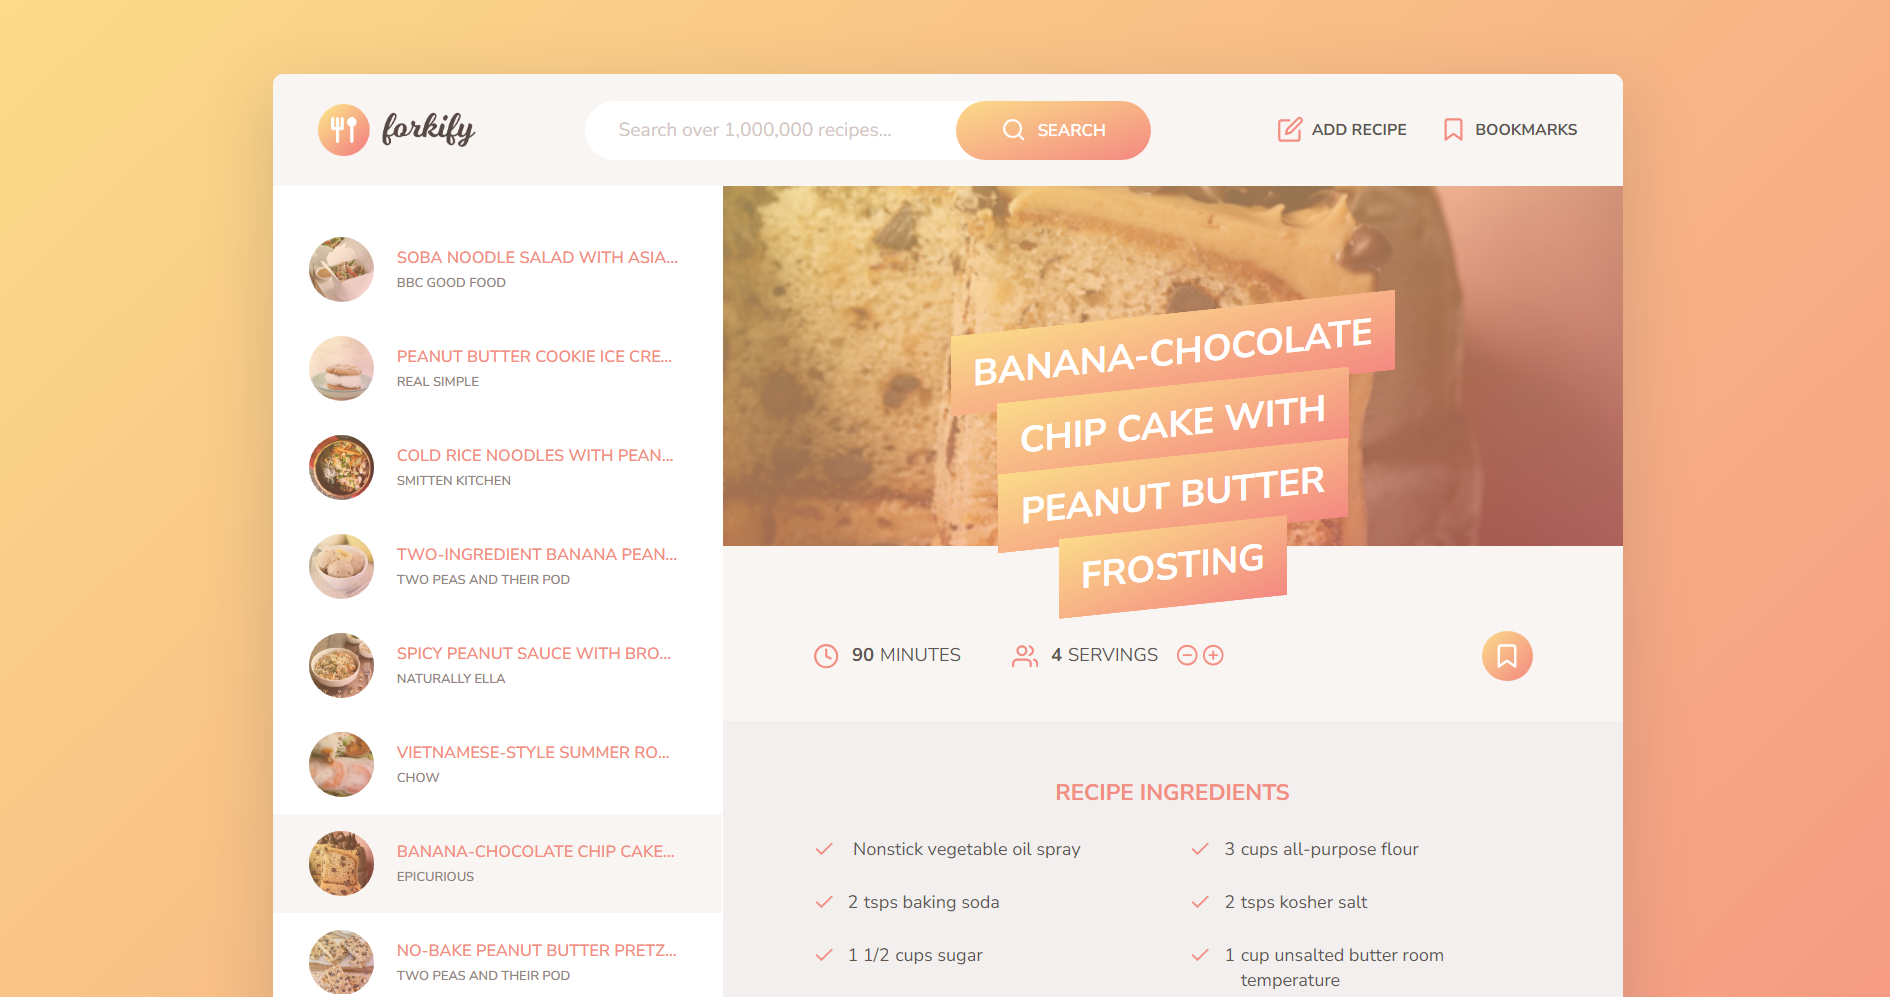 forkify
Search over 1,000,000 recipes...
SEARCH
ADD RECIPE
BOOKMARKS
SOBA NOODLE SALAD WITH ASIA...
BBC GOOD FOOD
PEANUT BUTTER COOKIE ICE CRE...
REAL SIMPLE
COLD RICE NOODLES WITH PEAN...
SMITTEN KITCHEN
TWO-INGREDIENT BANANA PEAN...
TWO PEAS AND THEIR POD
SPICY PEANUT SAUCE WITH BRO...
NATURALLY ELLA
VIETNAMESE-STYLE SUMMER RO...
CHOW
BANANA-CHOCOLATE CHIP CAKE...
EPICURIOUS
NO-BAKE PEANUT BUTTER PRETZ...
TWO PEAS AND THEIR POD
BANANA-CHOCOLATE
CHIP CAKE WITH
PEANUT BUTTER
FROSTING
90 MINUTES
4 SERVINGS
RECIPE INGREDIENTS
Nonstick vegetable oil spray
3 cups all-purpose flour
2 tsps baking soda
2 tsps kosher salt
1 1/2 cups sugar
1 cup unsalted butter room
temperature